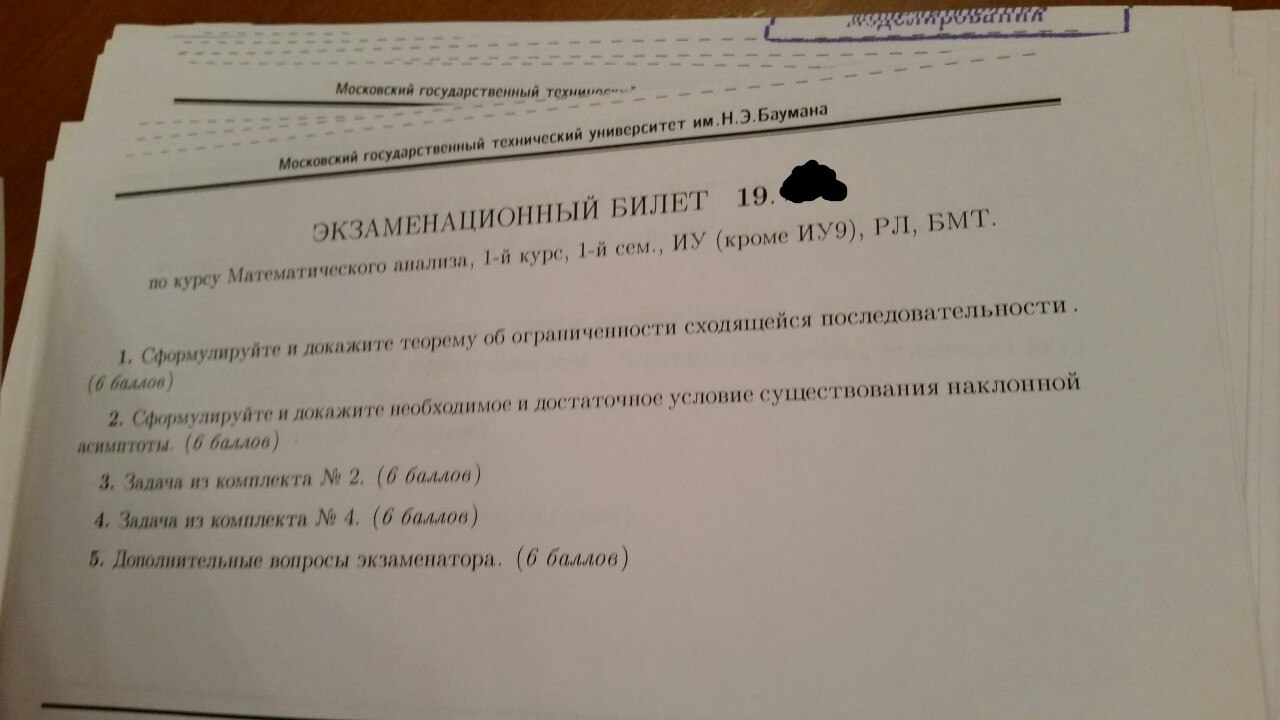 моделирования
Московский государственный
Московский государственный технический университет им.Н.Э.Баумана
ЭКЗАМЕНАЦИОННЫЙ БИЛЕТ 19.
по курсу Математического анализа, 1-й курс, 1-й сем., ИУ (кроме ИУ9), РЛ, БМТ.
1. Сформулируйте и докажите теорему об ограниченности сходящейся последовательности .
(6 баллов)
2. Сформулируйте и докажите необходимое и достаточное условие существования наклонной
асимптоты. (6 баллов)
3. Задача из комплекта № 2. (6 баллов)
4. Задача из комплекта № 4. (6 баллов)
5. Дополнительные вопросы экзаменатора. (6 баллов)